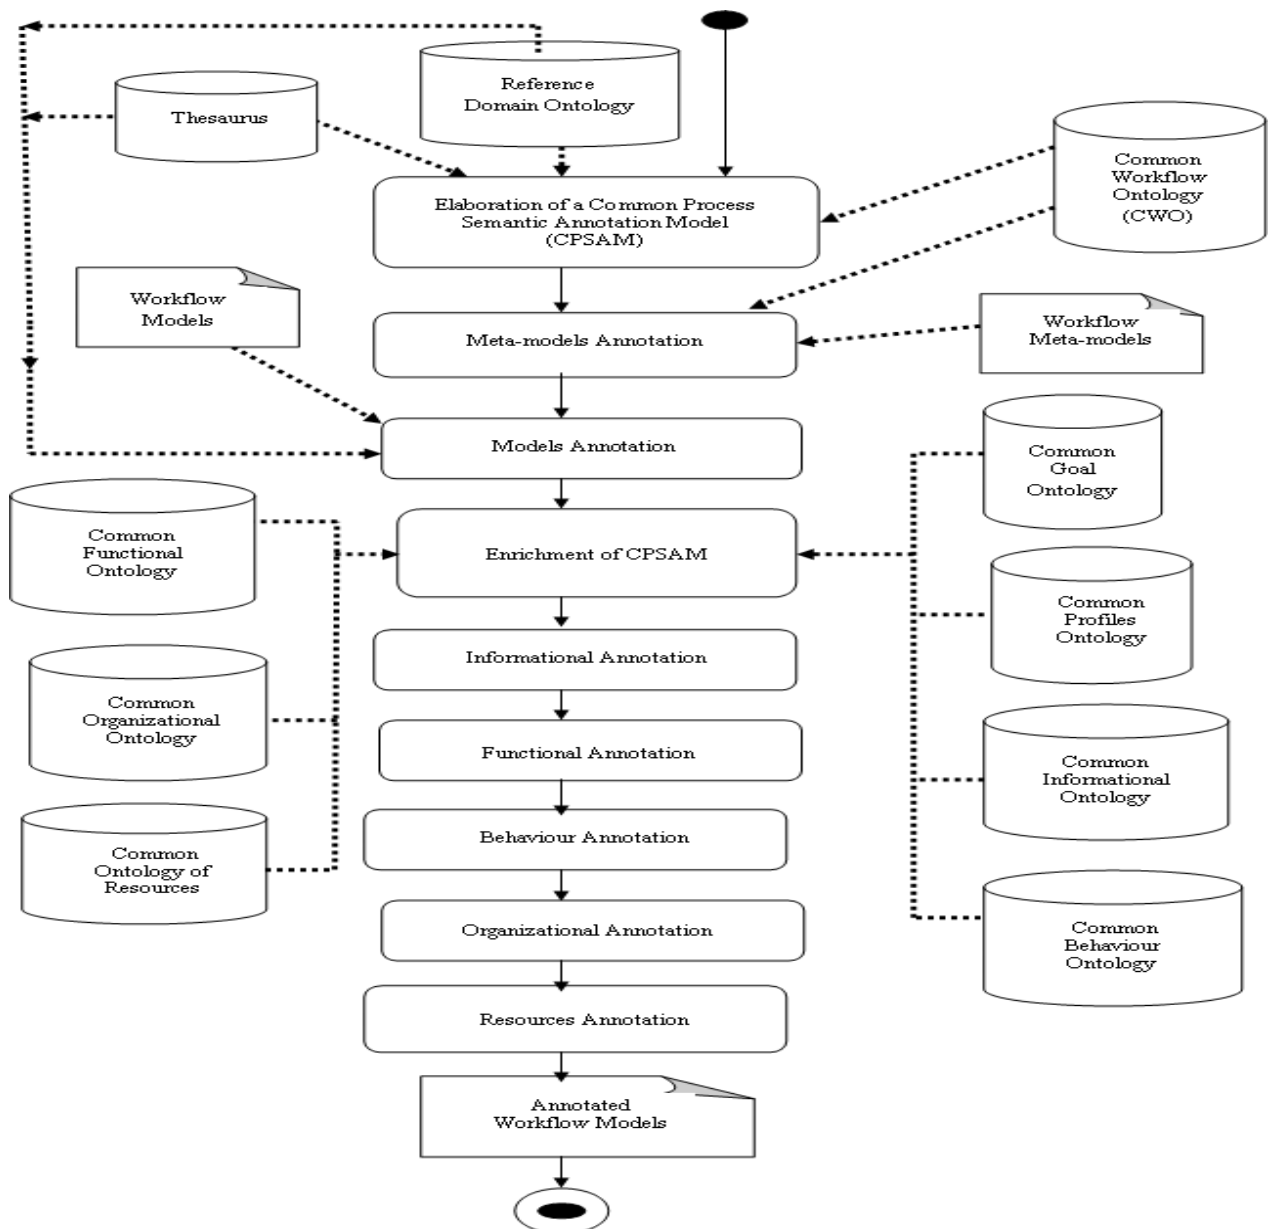 Reference
Domain Ontology
Thesaurus
Common
Workflow
Ontology
(CWO)
Elaboration of a Common Process
Semantic Annotation Model
(CPSAM)
Workflow
Models
Workflow
Meta-models
Meta-models Annotation
Models Annotation
Common
Goal
Ontology
Common
Functional
Ontology
Enrichment of CPSAM
Common
Profiles
Ontology
Informational Annotation
Common
Organizational
Ontology
Functional Annotation
Common
Informational
Ontology
Behaviour Annotation
Common
Ontology of
Resources
Organizational Annotation
Common
Behaviour
Ontology
Resources Annotation
Annotated
Workflow Models